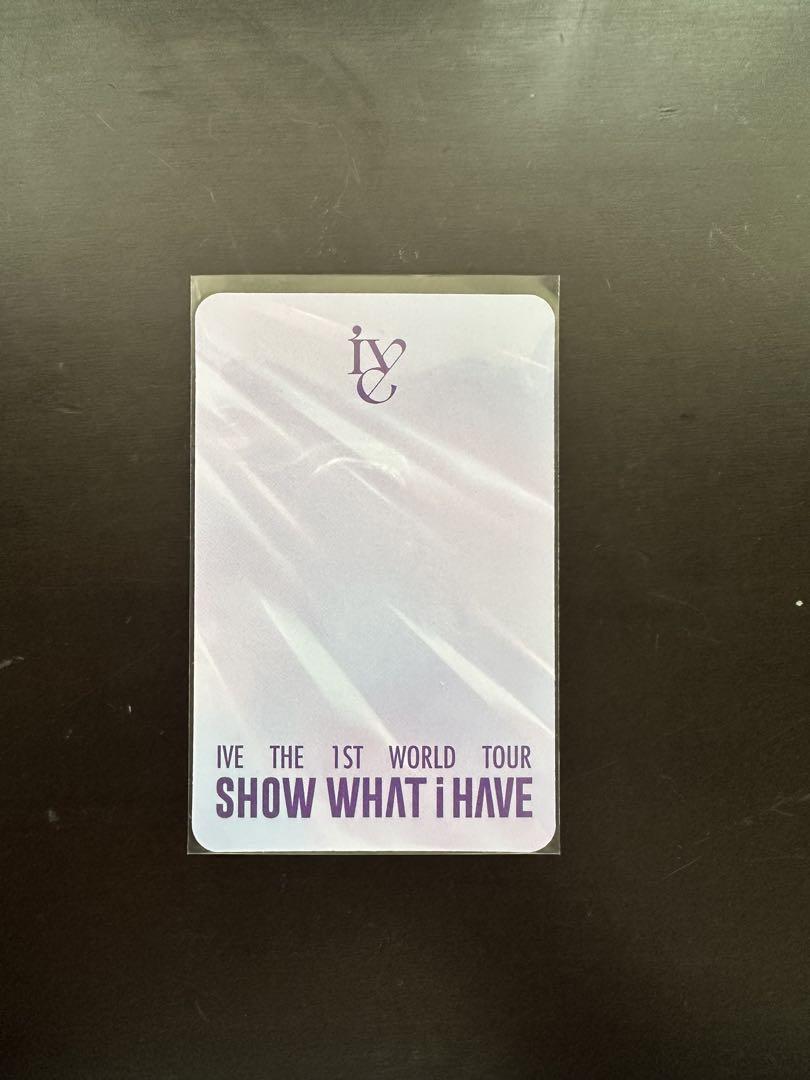 ive
IVE THE 1ST WORLD TOUR
SHOW WHAT i HAVE